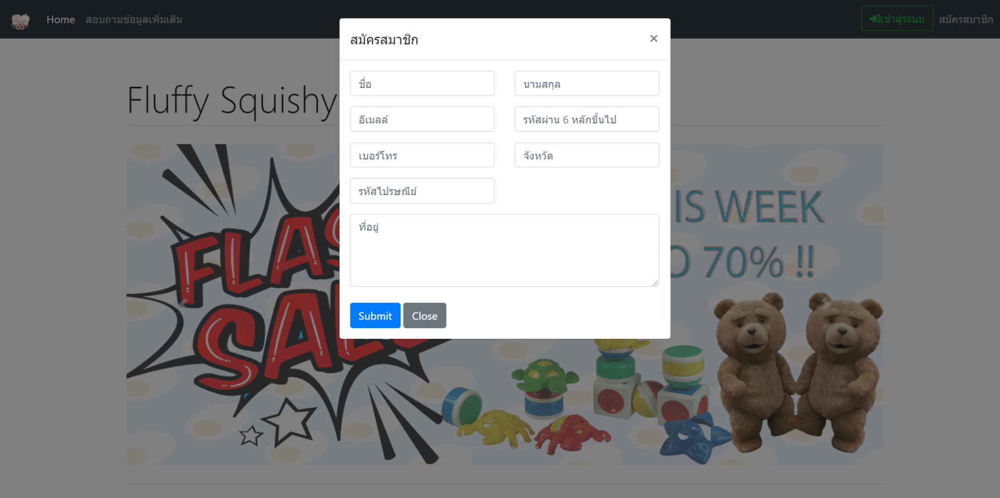 Home สอบถามข้อมูลเพิ่มเติม เข้าสู่ระบบ สมัครสมาชิก
สมัครสมาชิก ×
Fluffy Squishy
ชื่อ นามสกุล
อีเมลล์ รหัสผ่าน 6 หลักขึ้นไป
เบอร์โทร จังหวัด
รหัสไปรษณีย์
ที่อยู่
IS WEEK
O 70% !!
FLAS
SALE
Submit Close